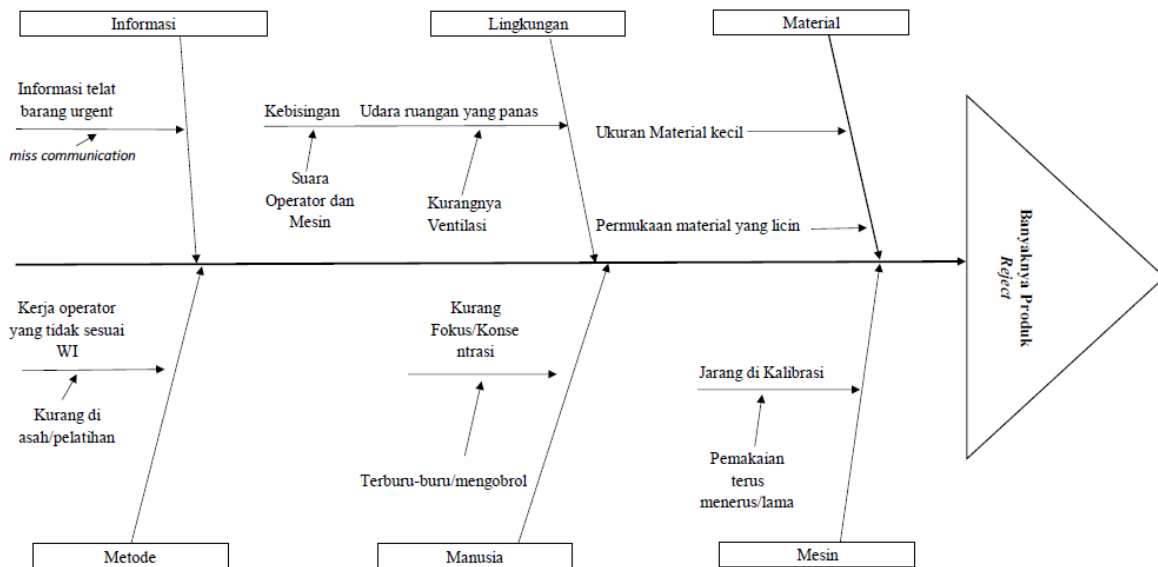 Informasi
Lingkungan
Material
Informasi telat
barang urgent
miss communication
Kebisingan
Udara ruangan yang panas
Suara
Operator dan
Mesin
Kurangnya
Ventilasi
Ukuran Material kecil
Permukaan material yang licin
Banyaknya Produk
Reject
Kerja operator
yang tidak sesuai
WI
Kurang di
asah/pelatihan
Kurang
Fokus/Konse
ntrasi
Terburu-buru/mengobrol
Jarang di Kalibrasi
Pemakaian
terus
menerus/lama
Metode
Manusia
Mesin